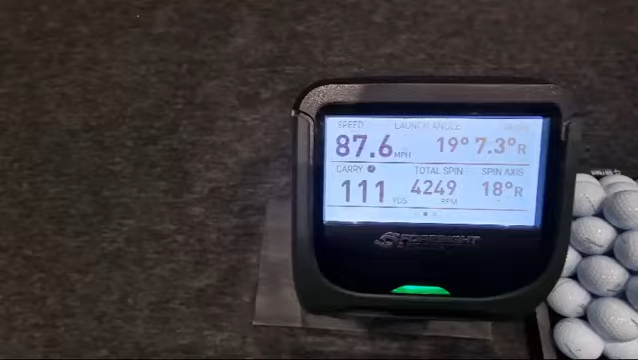 SPEED LAUNCH ANGLE
87.6 MPH 19° 7.3°R
CARRY TOTAL SPIN SPIN AXIS
111 YDS 4249 RPM 18°R
FORESIGHT